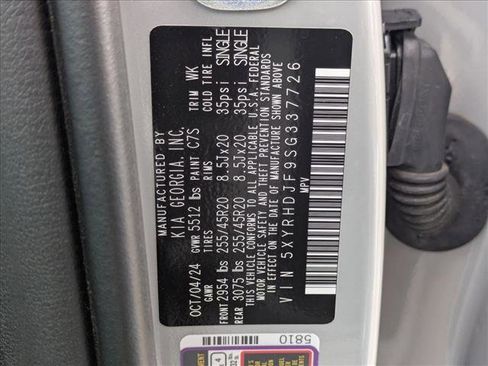 MANUFACTURED BY
KIA GEORGIA, INC.
OCT/04/24 GVWR 5512 lbs PAINT C7S TRIM WK
GAWR TIRES RIMS COLD TIRE INFL
FRONT 2954 lbs 255/45R20 8.5Jx20 35psi SINGLE
REAR 3075 lbs 255/45R20 8.5Jx20 35psi SINGLE
THIS VEHICLE CONFORMS TO ALL APPLICABLE U.S.A. FEDERAL
MOTOR VEHICLE SAFETY AND THEFT PREVENTION STANDARDS
IN EFFECT ON THE DATE OF MANUFACTURE SHOWN ABOVE
VIN 5XYRHDJF9SG337726
MPV
5810